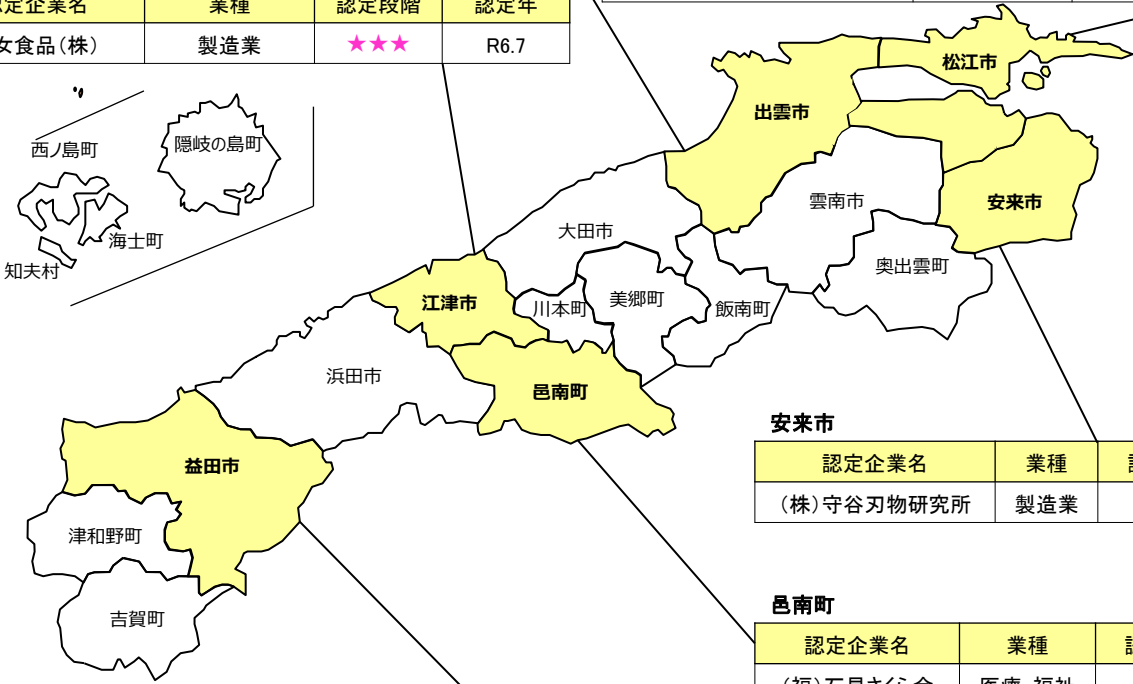 定企業名 業種 認定段階 認定年
女食品(株) 製造業 ★★★ R6.7
松江市
出雲市
西ノ島町
隠岐の島町
雲南市
安来市
大田市
海士町
奥出雲町
知夫村
江津市
川本町
美郷町
飯南町
浜田市
邑南町
安来市
益田市
認定企業名 業種
(株)守谷刃物研究所 製造業
津和野町
吉賀町
邑南町
認定企業名 業種